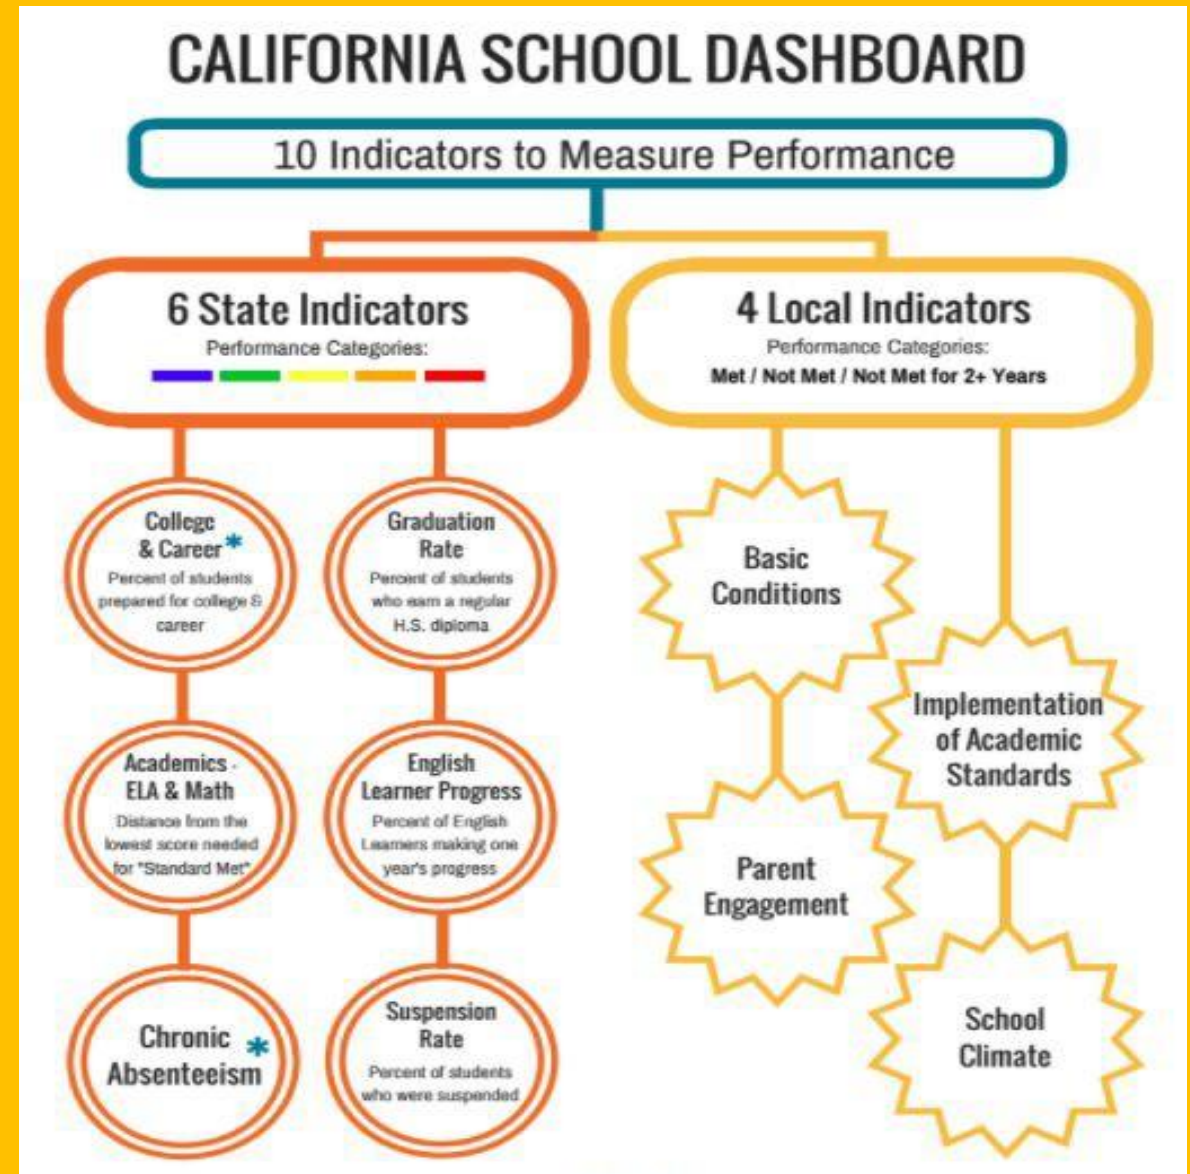 CALIFORNIA SCHOOL DASHBOARD
10 Indicators to Measure Performance
6 State Indicators
Performance Categories:
4 Local Indicators
Performance Categories:
Met / Not Met / Not Met for 2+ Years
College
& Career*
Percent of students
prepared for college &
career
Graduation
Rate
Percent of students
who earn a regular
H.S. diploma
Academics -
ELA & Math
Distance from the
lowest score needed
for "Standard Met"
English
Learner Progress
Percent of English
Learners making one
year's progress
Chronic *
Absenteeism
Suspension
Rate
Percent of students
who were suspended
Basic
Conditions
Implementation
of Academic
Standards
Parent
Engagement
School
Climate